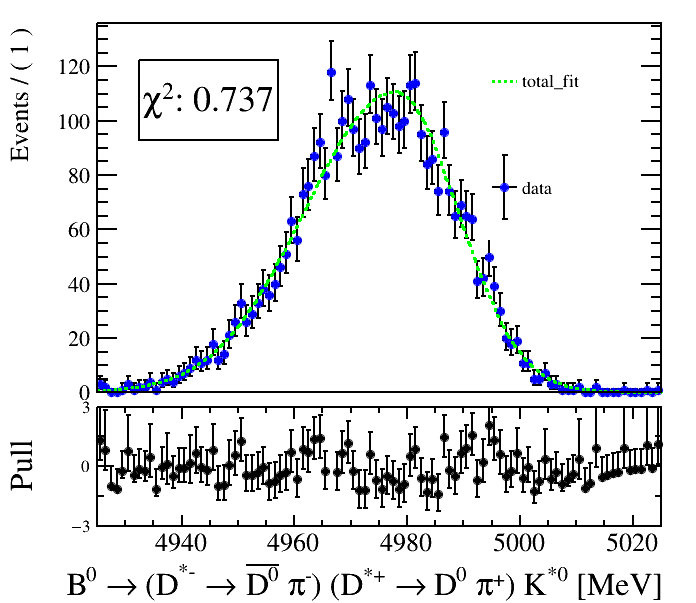 Events / ( 1 )
120
100
80
60
40
20
0
χ²: 0.737
total_fit
data
Pull
3
0
−3
4940 4960 4980 5000 5020
B⁰ → (D*⁻ → D̅⁰ π⁻) (D*⁺ → D⁰ π⁺) K*⁰ [MeV]